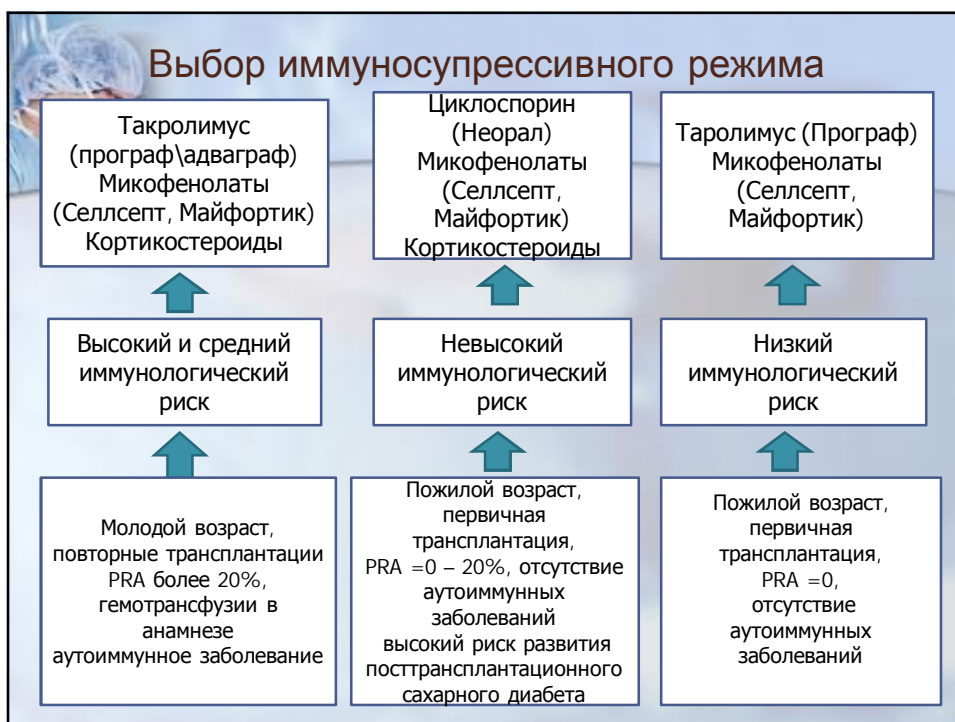 Выбор иммуносупрессивного режима
Такролимус
(програф\адваграф)
Микофенолаты
(Селлсепт, Майфортик)
Кортикостероиды
Циклоспорин
(Неорал)
Микофенолаты
(Селлсепт,
Майфортик)
Кортикостероиды
Таролимус (Програф)
Микофенолаты
(Селлсепт,
Майфортик)
Высокий и средний
иммунологический
риск
Невысокий
иммунологический
риск
Низкий
иммунологический
риск
Молодой возраст,
повторные трансплантации
PRA более 20%,
гемотрансфузии в
анамнезе
аутоиммунное заболевание
Пожилой возраст,
первичная
трансплантация,
PRA =0 – 20%, отсутствие
аутоиммунных
заболеваний
высокий риск развития
посттрансплантационного
сахарного диабета
Пожилой возраст,
первичная
трансплантация,
PRA =0,
отсутствие
аутоиммунных
заболеваний